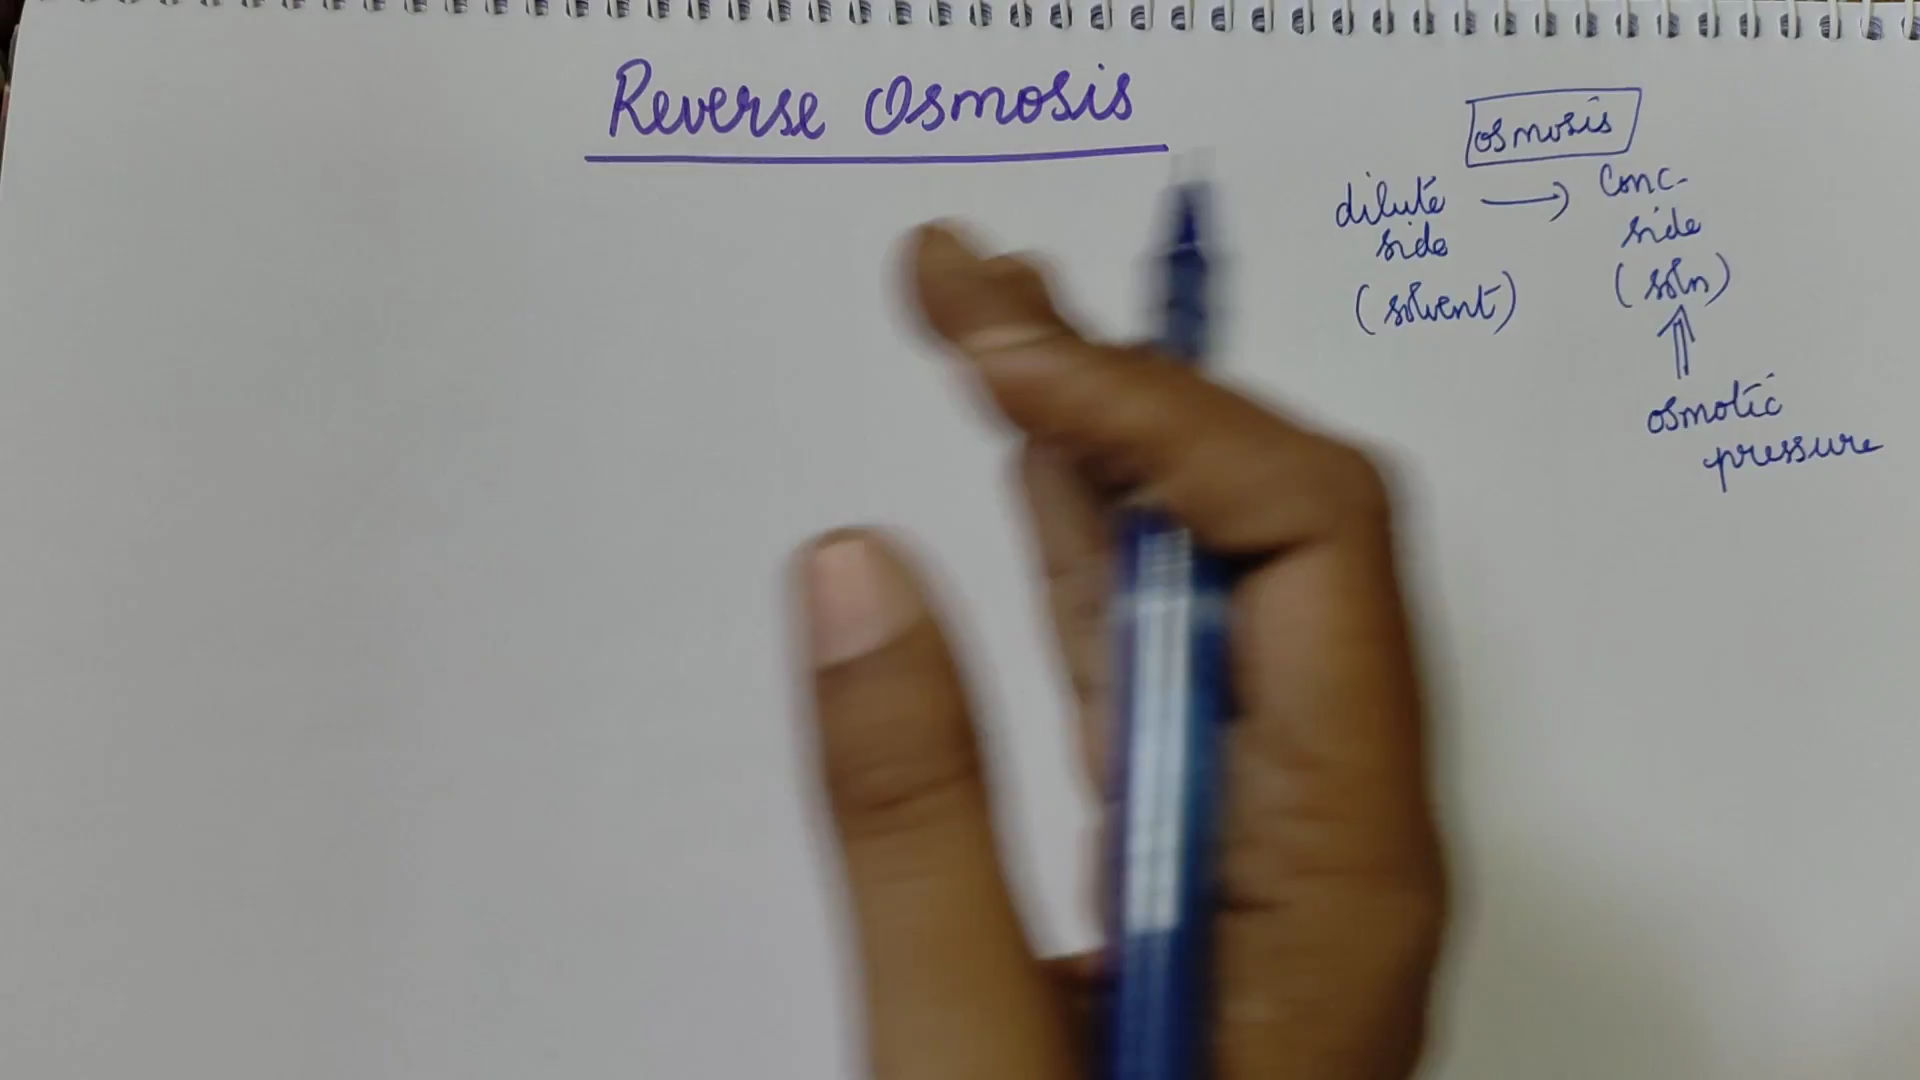 Reverse Osmosis
osmosis
dilute → Conc-
side side
(solvent) (soln)
osmotic
pressure